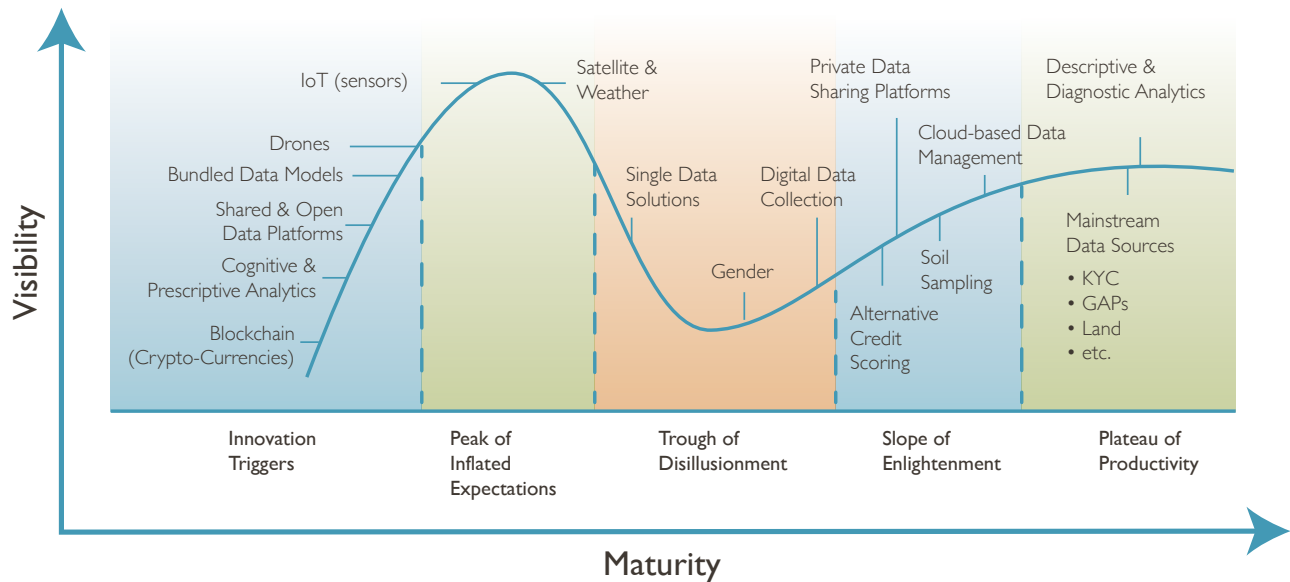 Visibility
IoT (sensors)
Drones
Bundled Data Models
Shared & Open
Data Platforms
Cognitive &
Prescriptive Analytics
Blockchain
(Crypto-Currencies)
Satellite &
Weather
Single Data
Solutions
Gender
Digital Data
Collection
Private Data
Sharing Platforms
Cloud-based Data
Management
Alternative
Credit
Scoring
Soil
Sampling
Descriptive &
Diagnostic Analytics
Mainstream
Data Sources
• KYC
• GAPs
• Land
• etc.
Innovation
Triggers
Peak of
Inflated
Expectations
Trough of
Disillusionment
Slope of
Enlightenment
Plateau of
Productivity
Maturity